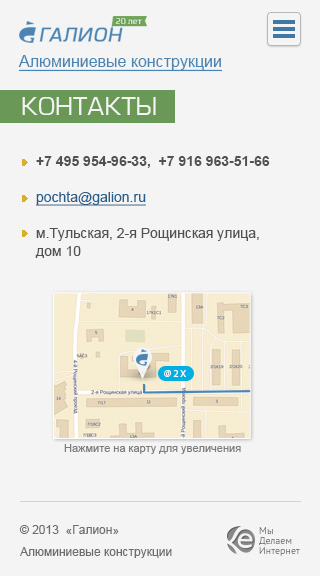 20 лет
ГАЛИОН
Алюминиевые конструкции
КОНТАКТЫ
+7 495 954-96-33, +7 916 963-51-66
pochta@galion.ru
м.Тульская, 2-я Рощинская улица,
дом 10
@2X
2-я Рощинская улица
Нажмите на карту для увеличения
© 2013 «Галион»
Алюминиевые конструкции
Мы
Делаем
Интернет